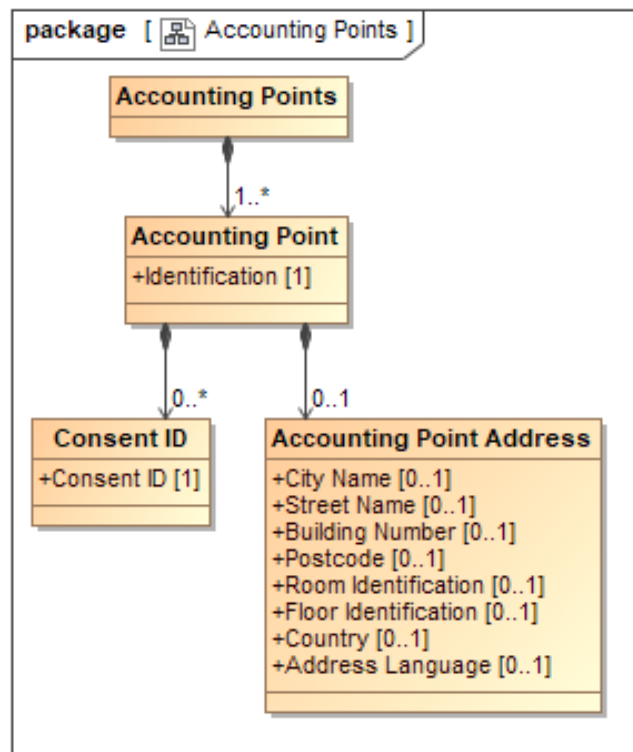 package [ Accounting Points ]
Accounting Points
1..*
Accounting Point
+Identification [1]
0..*
0..1
Consent ID
+Consent ID [1]
Accounting Point Address
+City Name [0..1]
+Street Name [0..1]
+Building Number [0..1]
+Postcode [0..1]
+Room Identification [0..1]
+Floor Identification [0..1]
+Country [0..1]
+Address Language [0..1]